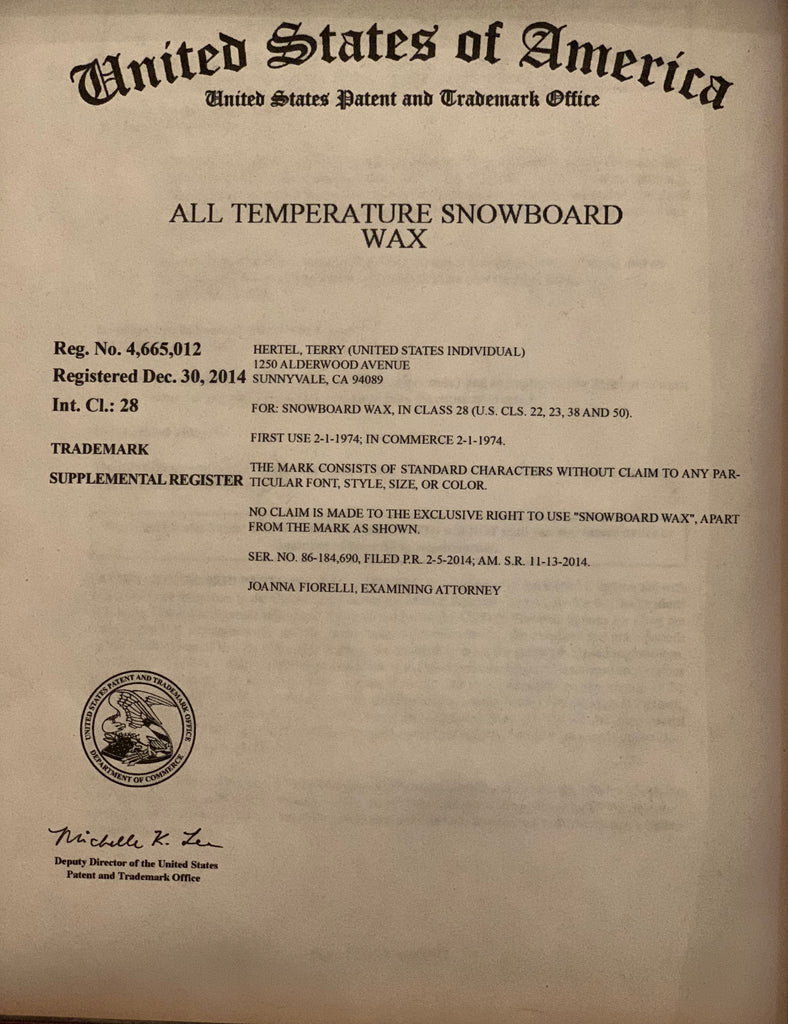 United States of America
United States Patent and Trademark Office
ALL TEMPERATURE SNOWBOARD
WAX
Reg. No. 4,665,012
Registered Dec. 30, 2014
Int. Cl.: 28
TRADEMARK
SUPPLEMENTAL REGISTER
HERTEL, TERRY (UNITED STATES INDIVIDUAL)
1250 ALDERWOOD AVENUE
SUNNYVALE, CA 94089
FOR: SNOWBOARD WAX, IN CLASS 28 (U.S. CLS. 22, 23, 38 AND 50).
FIRST USE 2-1-1974; IN COMMERCE 2-1-1974.
THE MARK CONSISTS OF STANDARD CHARACTERS WITHOUT CLAIM TO ANY PAR-
TICULAR FONT, STYLE, SIZE, OR COLOR.
NO CLAIM IS MADE TO THE EXCLUSIVE RIGHT TO USE "SNOWBOARD WAX", APART
FROM THE MARK AS SHOWN.
SER. NO. 86-184,690, FILED P.R. 2-5-2014; AM. S.R. 11-13-2014.
JOANNA FIORELLI, EXAMINING ATTORNEY
UNITED STATES PATENT AND TRADEMARK OFFICE
DEPARTMENT OF COMMERCE
Michelle K. Lee
Deputy Director of the United States
Patent and Trademark Office